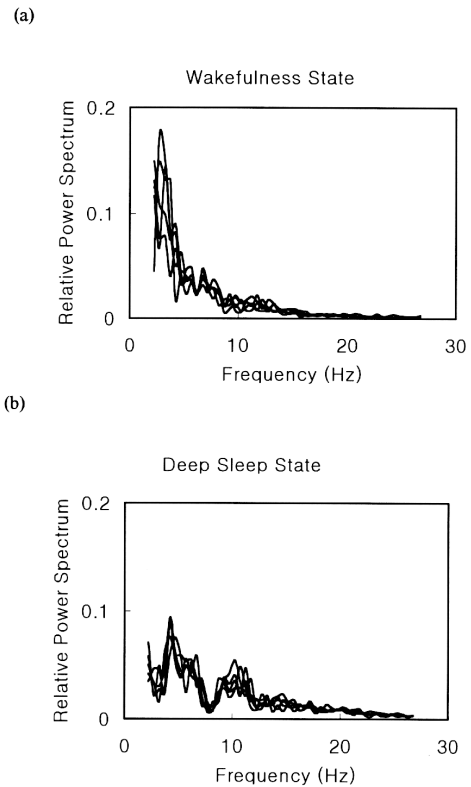 (a)
Wakefulness State
Relative Power Spectrum
0.2
0.1
0
0
10
20
30
Frequency (Hz)
(b)
Deep Sleep State
Relative Power Spectrum
0.2
0.1
0
0
10
20
30
Frequency (Hz)